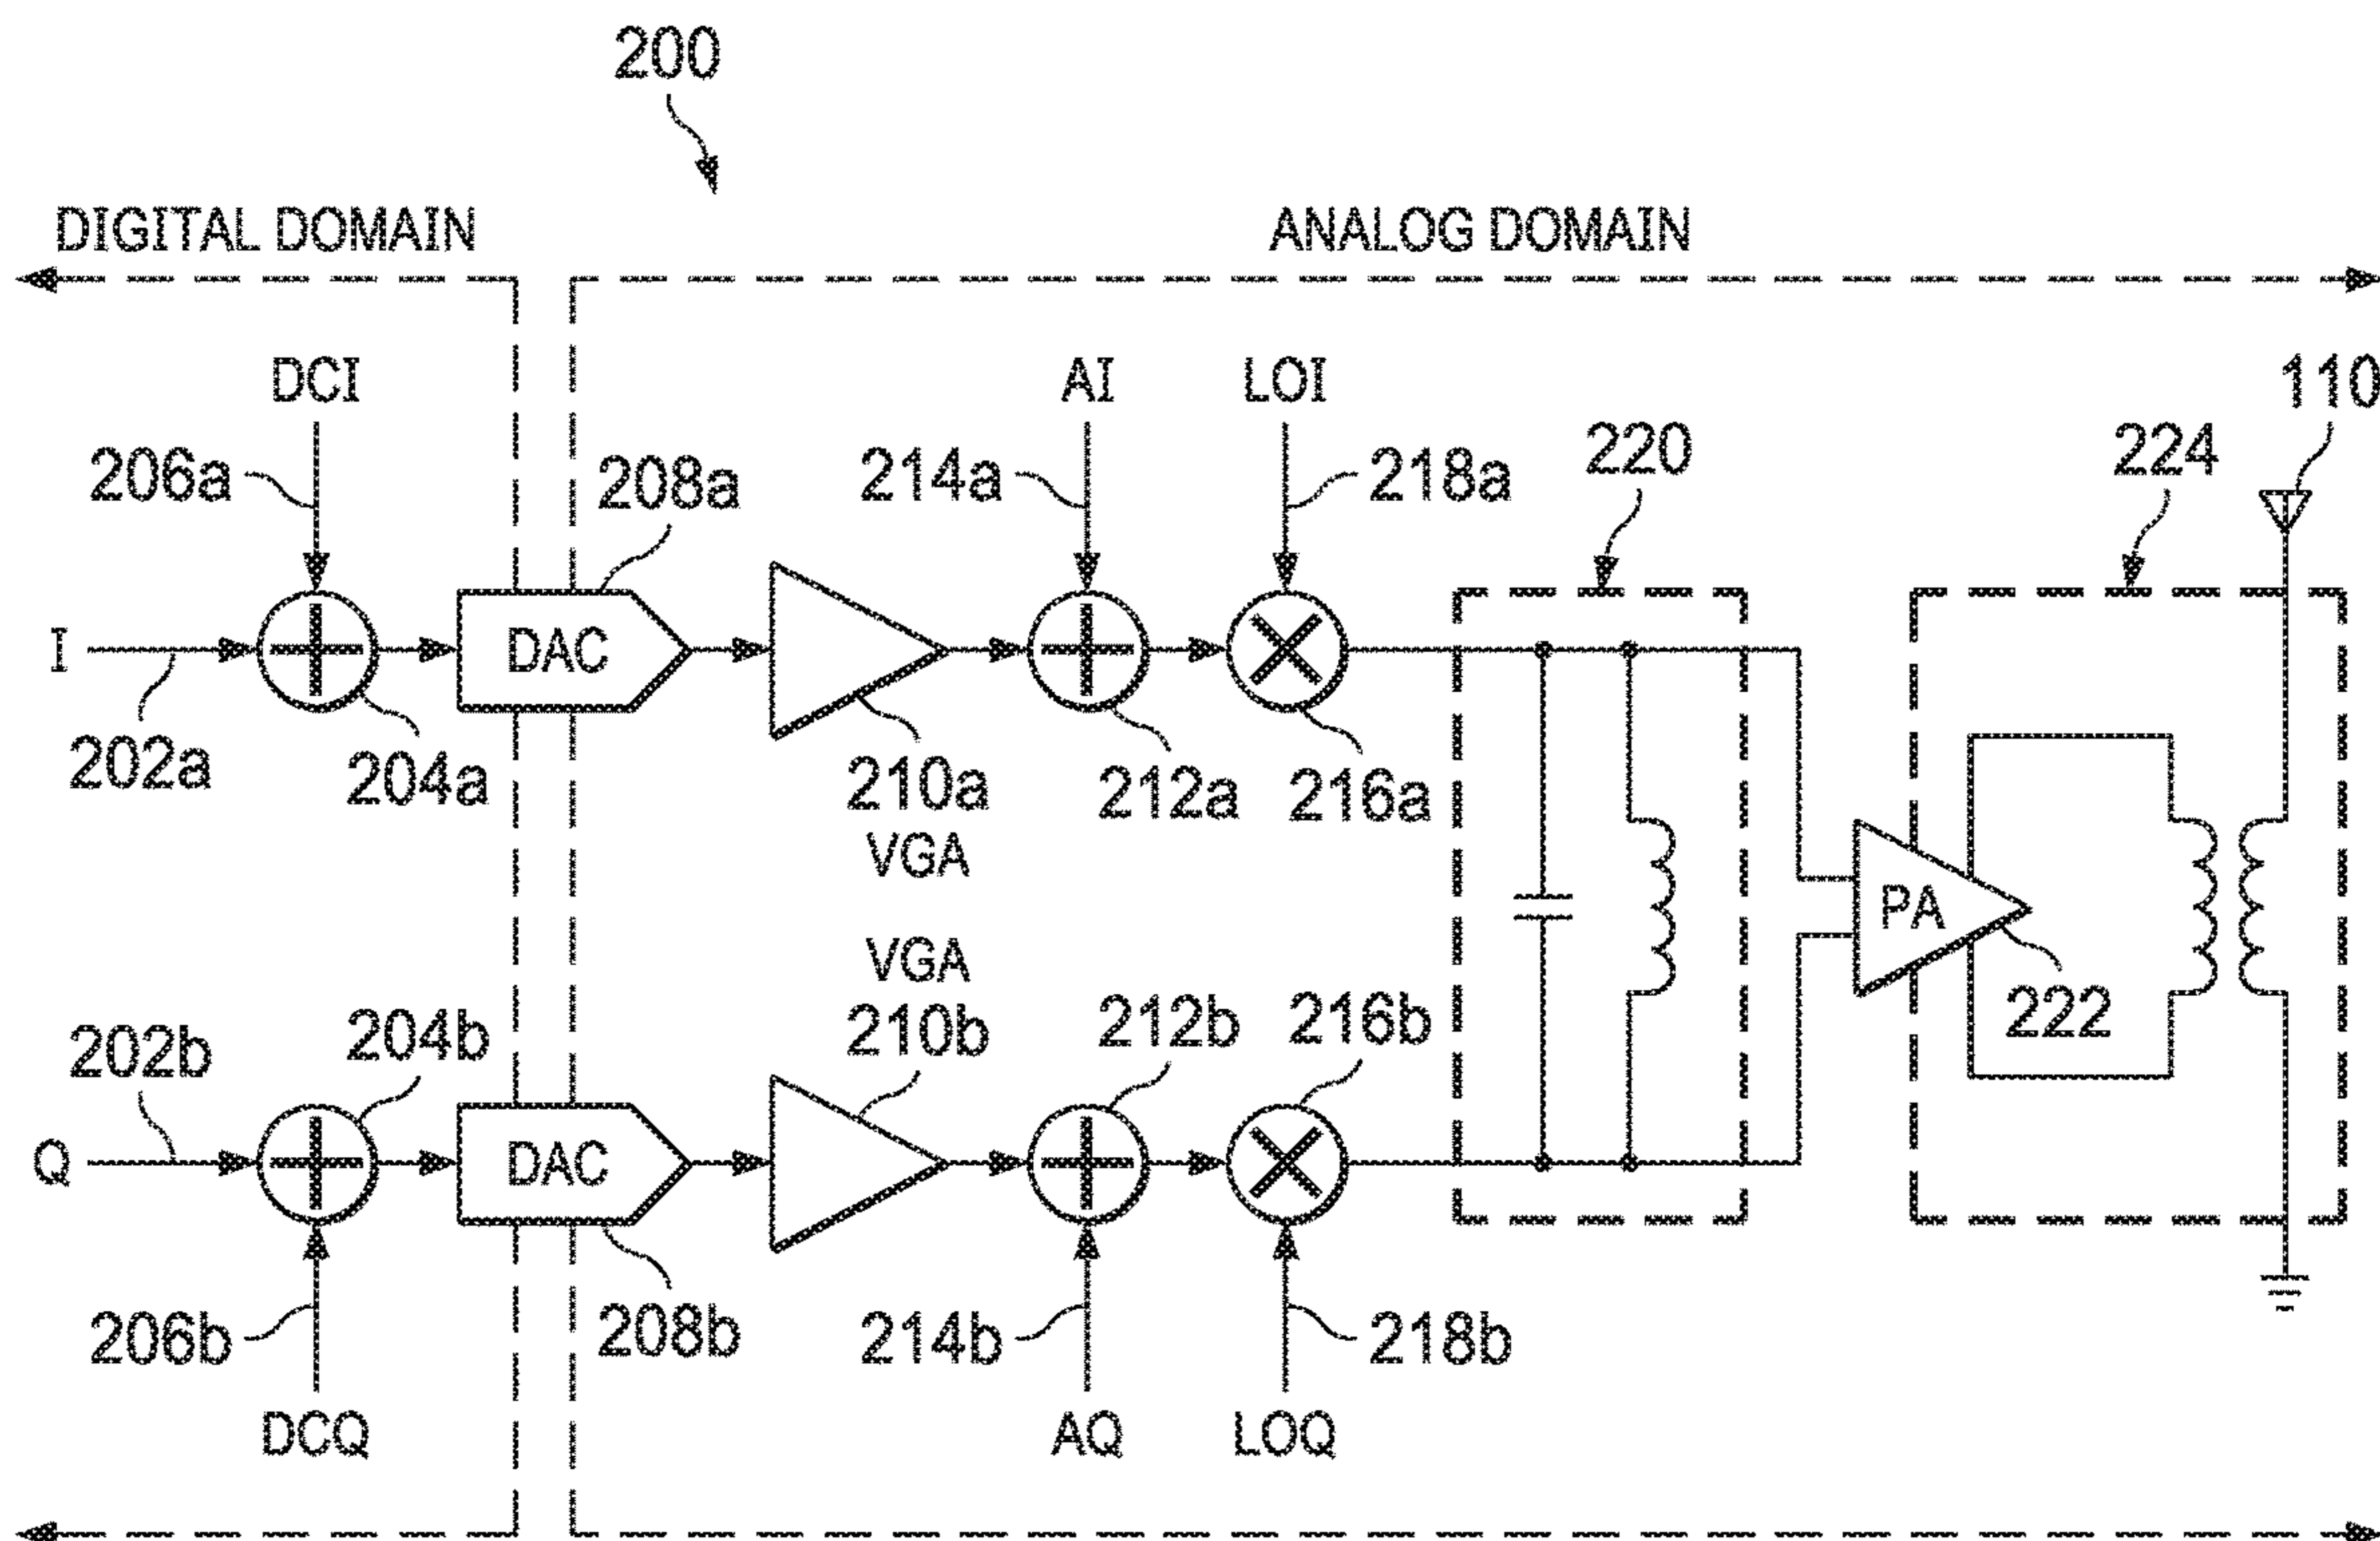 200
DIGITAL DOMAIN
ANALOG DOMAIN
DCI
AI
LOI
110
206a
208a
214a
218a
220
224
I
DAC
202a
204a
210a
212a
216a
VGA
PA
VGA
222
202b
204b
210b
212b
216b
Q
DAC
206b
208b
214b
218b
DCQ
AQ
LOQ